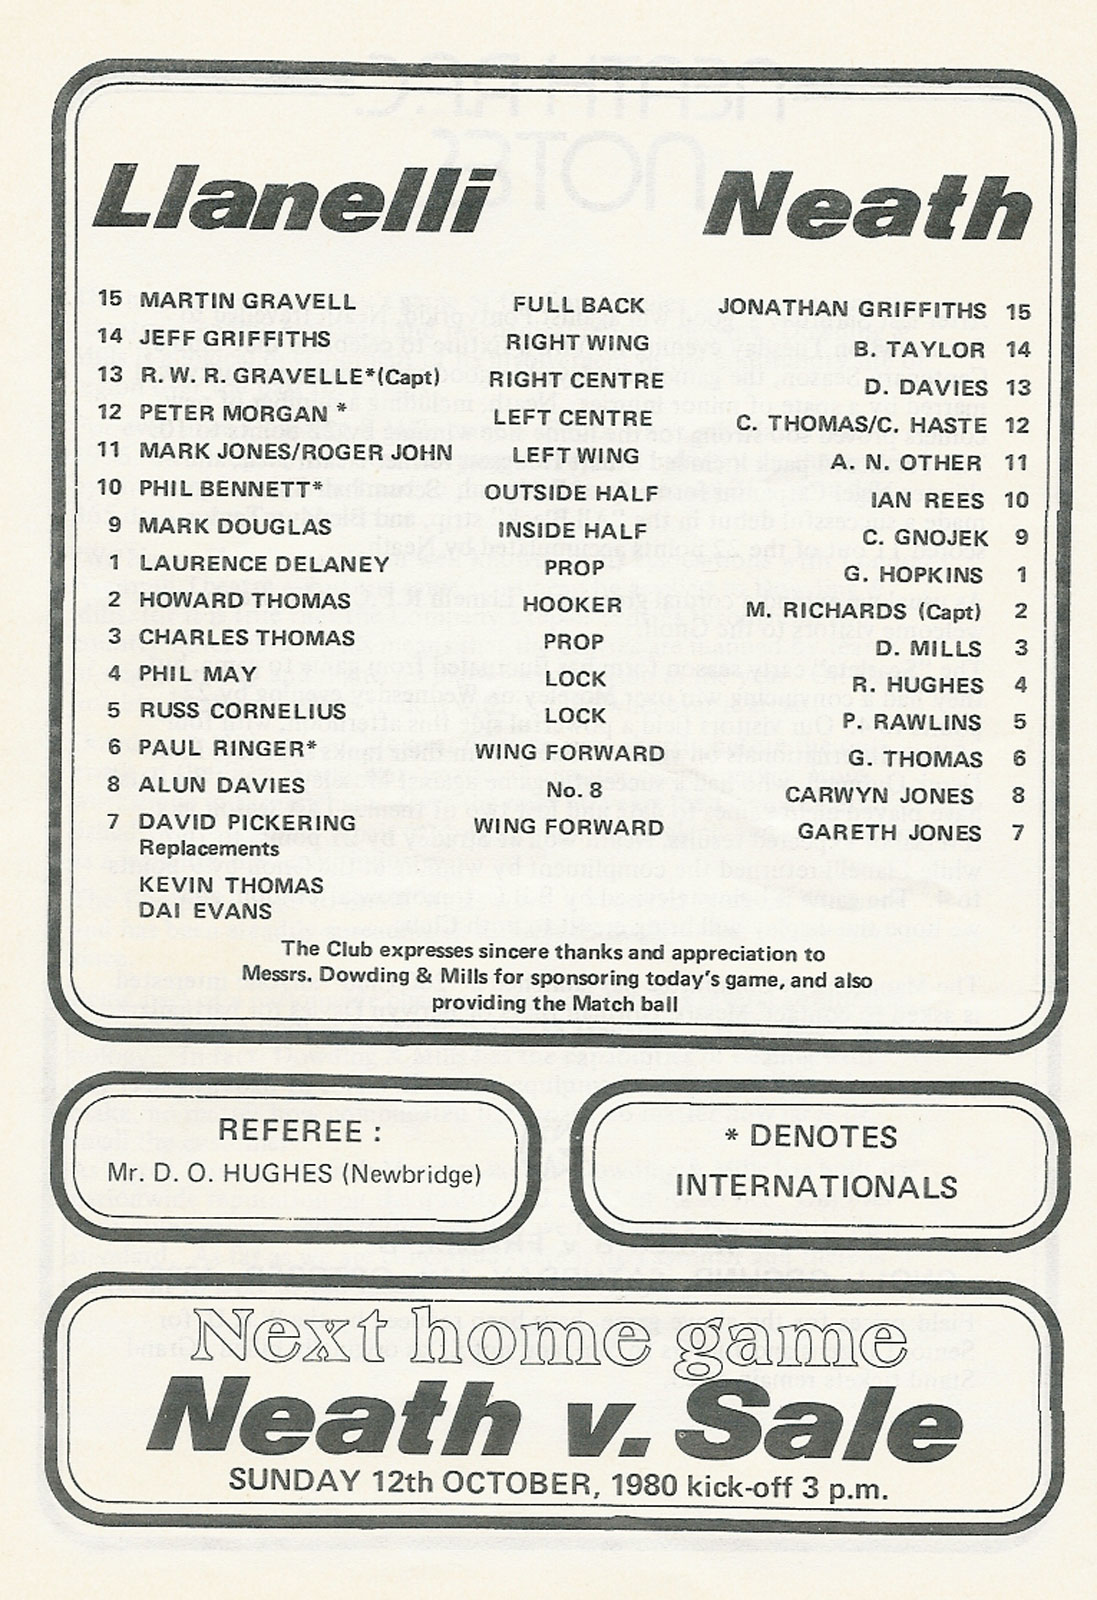 Llanelli Neath
15 MARTIN GRAVELL FULL BACK JONATHAN GRIFFITHS 15
14 JEFF GRIFFITHS RIGHT WING B. TAYLOR 14
13 R. W. R. GRAVELLE*(Capt) RIGHT CENTRE D. DAVIES 13
12 PETER MORGAN * LEFT CENTRE C. THOMAS/C. HASTE 12
11 MARK JONES/ROGER JOHN LEFT WING A. N. OTHER 11
10 PHIL BENNETT* OUTSIDE HALF IAN REES 10
9 MARK DOUGLAS INSIDE HALF C. GNOJEK 9
1 LAURENCE DELANEY PROP G. HOPKINS 1
2 HOWARD THOMAS HOOKER M. RICHARDS (Capt) 2
3 CHARLES THOMAS PROP D. MILLS 3
4 PHIL MAY LOCK R. HUGHES 4
5 RUSS CORNELIUS LOCK P. RAWLINS 5
6 PAUL RINGER* WING FORWARD G. THOMAS 6
8 ALUN DAVIES No. 8 CARWYN JONES 8
7 DAVID PICKERING WING FORWARD GARETH JONES 7
Replacements
KEVIN THOMAS
DAI EVANS
The Club expresses sincere thanks and appreciation to
Messrs. Dowding & Mills for sponsoring today's game, and also
providing the Match ball
REFEREE :
Mr. D. O. HUGHES (Newbridge)
* DENOTES
INTERNATIONALS
Next home game
Neath v. Sale
SUNDAY 12th OCTOBER, 1980 kick-off 3 p.m.